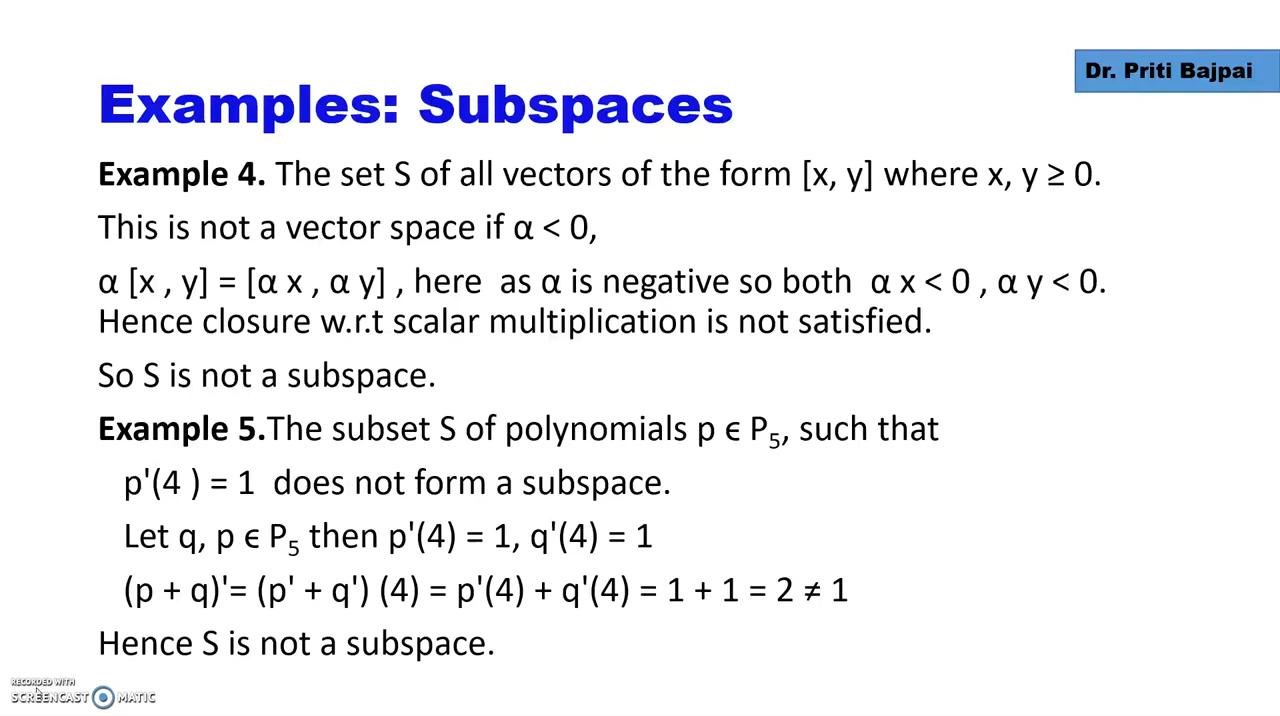 Dr. Priti Bajpai
Examples: Subspaces
Example 4. The set S of all vectors of the form [x, y] where x, y ≥ 0.
This is not a vector space if α < 0,
α [x , y] = [α x , α y] , here as α is negative so both α x < 0 , α y < 0.
Hence closure w.r.t scalar multiplication is not satisfied.
So S is not a subspace.
Example 5.The subset S of polynomials p ϵ P₅, such that
p'(4 ) = 1 does not form a subspace.
Let q, p ϵ P₅ then p'(4) = 1, q'(4) = 1
(p + q)'= (p' + q') (4) = p'(4) + q'(4) = 1 + 1 = 2 ≠ 1
Hence S is not a subspace.
RECORDED WITH
SCREENCAST MATIC